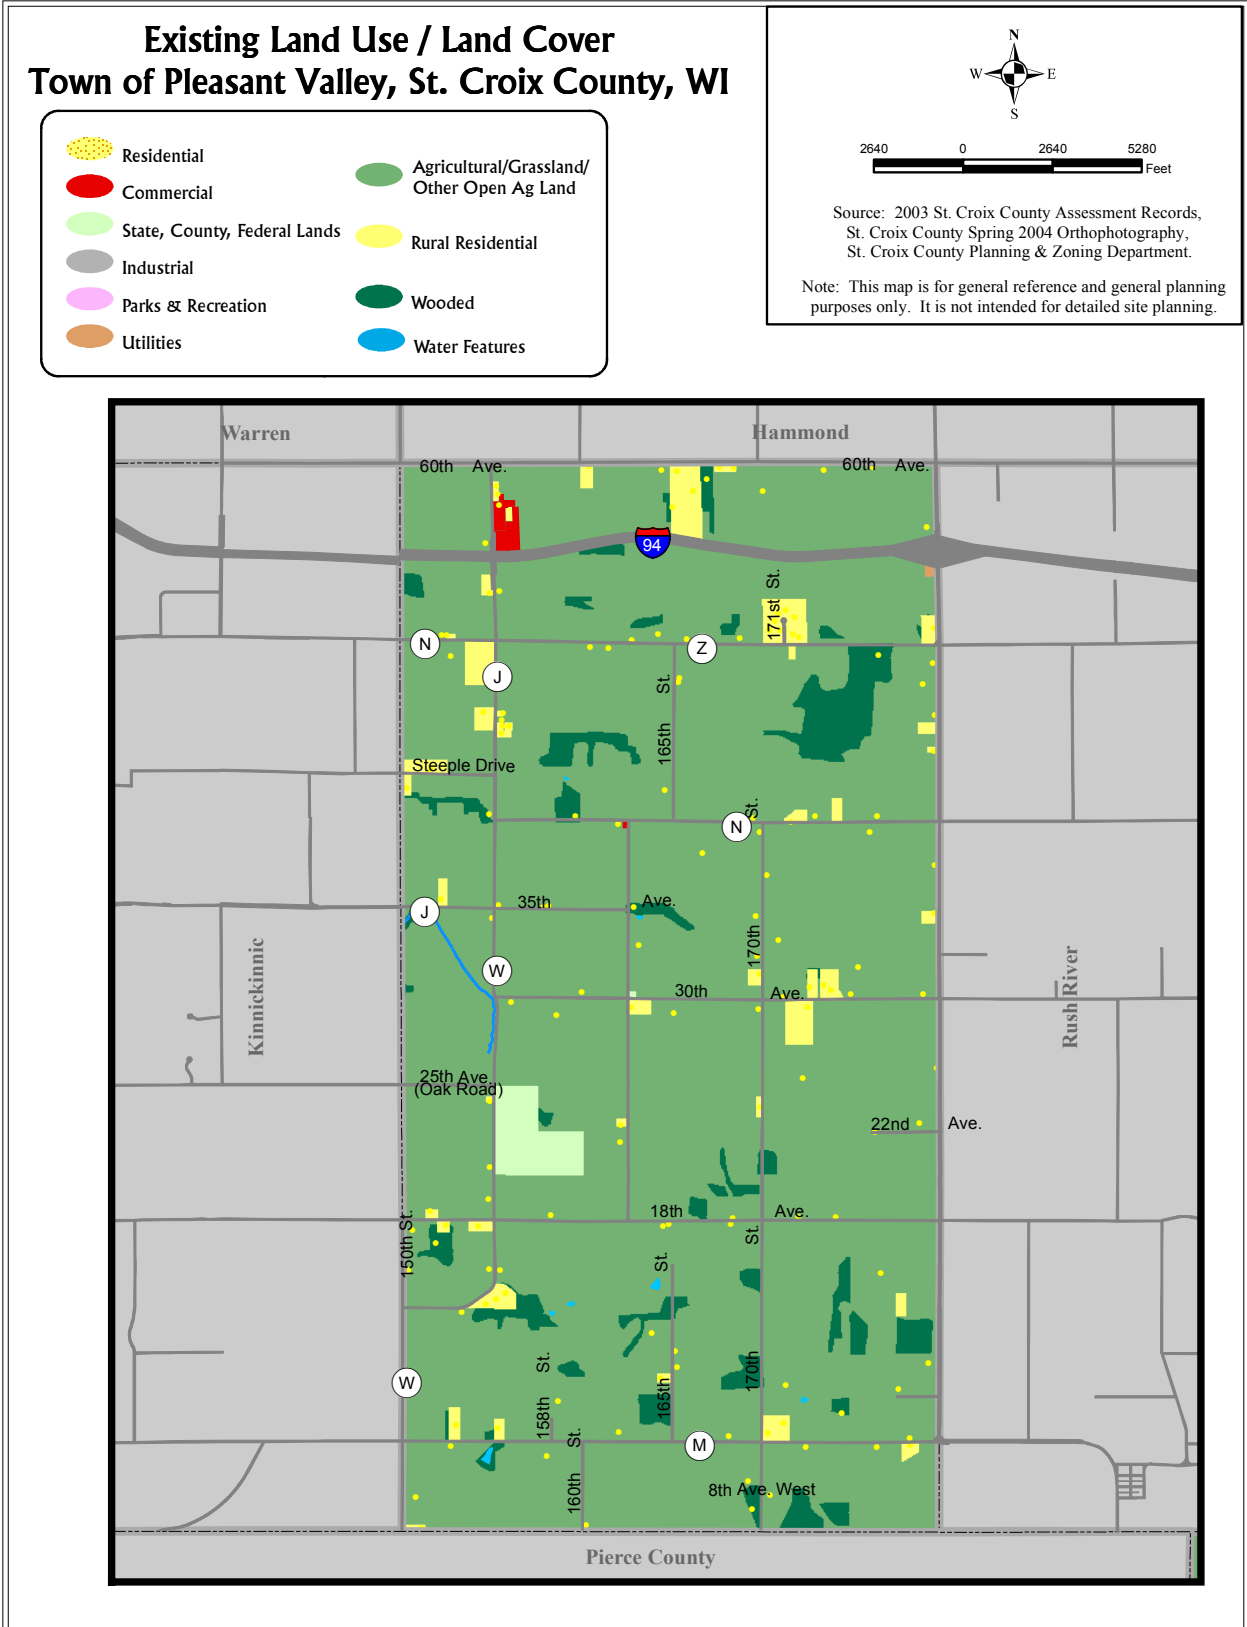 Existing Land Use / Land Cover
Town of Pleasant Valley, St. Croix County, WI
N
W E
S
2640 0 2640 5280
Feet
Source: 2003 St. Croix County Assessment Records,
St. Croix County Spring 2004 Orthophotography,
St. Croix County Planning & Zoning Department.
Note: This map is for general reference and general planning
purposes only. It is not intended for detailed site planning.
Residential
Commercial
State, County, Federal Lands
Industrial
Parks & Recreation
Utilities
Agricultural/Grassland/
Other Open Ag Land
Rural Residential
Wooded
Water Features
Warren
Hammond
60th Ave.
60th Ave.
94
171st St.
N
Z
J
165th St.
Steeple Drive
N
St.
35th Ave.
J
170th
W
Kinnickinnic
Rush River
30th Ave.
25th Ave.
(Oak Road)
22nd Ave.
18th Ave.
150th St.
St.
St.
W
158th St.
165th
170th
M
160th St.
8th Ave. West
Pierce County